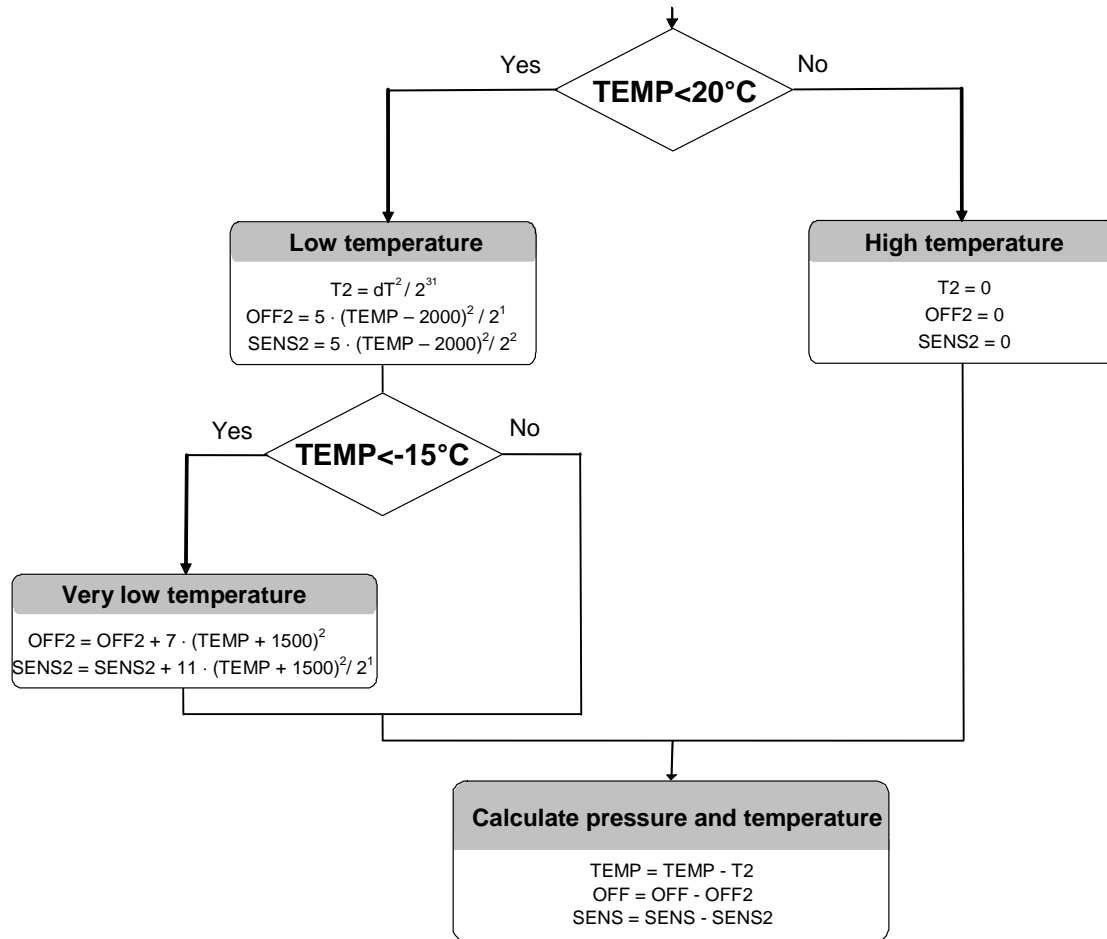 Yes
No
TEMP<20°C
Low temperature
T2 = dT² / 2³¹
OFF2 = 5 · (TEMP – 2000)² / 2¹
SENS2 = 5 · (TEMP – 2000)²/ 2²
High temperature
T2 = 0
OFF2 = 0
SENS2 = 0
Yes
No
TEMP<-15°C
Very low temperature
OFF2 = OFF2 + 7 · (TEMP + 1500)²
SENS2 = SENS2 + 11 · (TEMP + 1500)²/ 2¹
Calculate pressure and temperature
TEMP = TEMP - T2
OFF = OFF - OFF2
SENS = SENS - SENS2